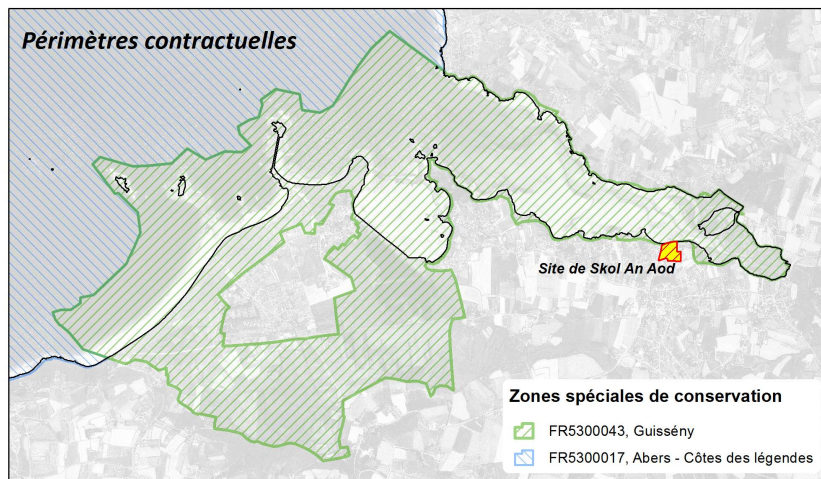 Périmètres contractuelles
Site de Skol An Aod
Zones spéciales de conservation
FR5300043, Guissény
FR5300017, Abers - Côtes des légendes